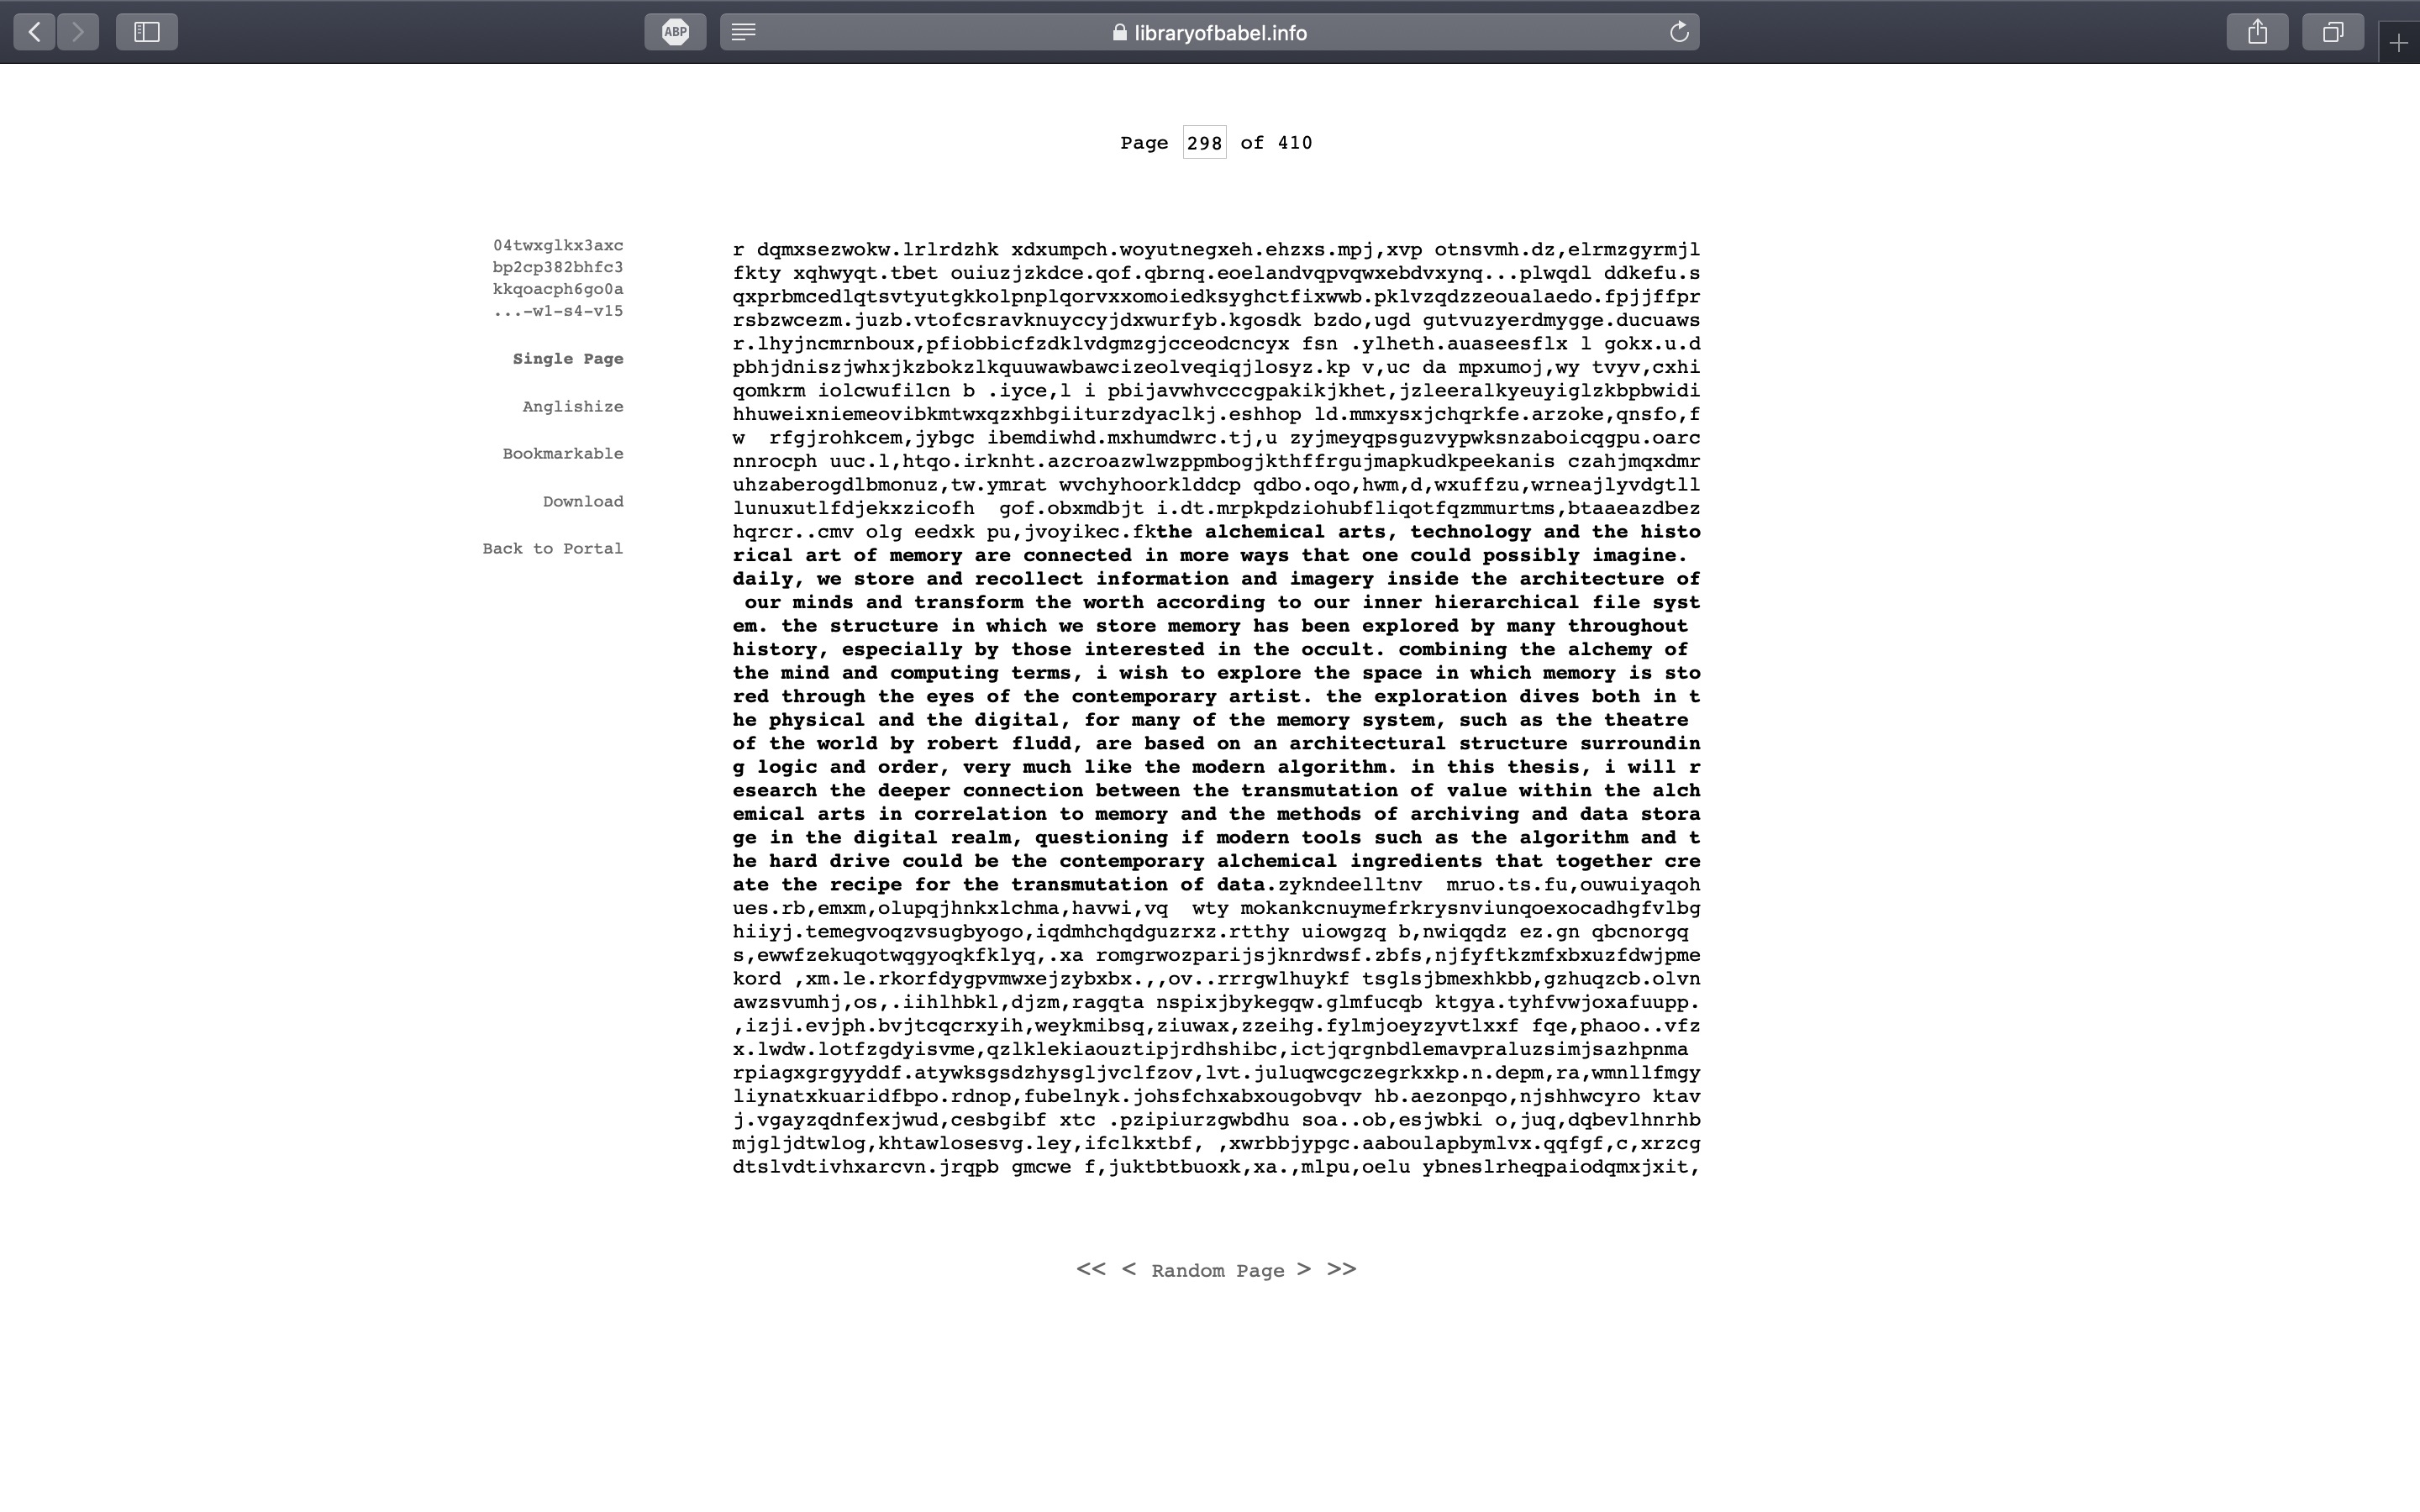 ABP
libraryofbabel.info
Page 298 of 410
04twxglkx3axc
bp2cp382bhfc3
kkqoacph6go0a
...-w1-s4-v15
Single Page
Anglishize
Bookmarkable
Download
Back to Portal
r dqmxsezwokw.lrlrdzhk xdxumpch.woyutnegxeh.ehzxs.mpj,xvp otnsvmh.dz,elrmzgyrmjl
fkty xqhwyqt.tbet ouiuzjzkdce.qof.qbrnq.eoelandvqpvqwxebdvxynq...plwqdl ddkefu.s
qxprbmcedlqtsvtyutgkkolpnplqorvxxomoiedksyghctfixwwb.pklvzqdzzeoualaedo.fpjjffpr
rsbzwcezm.juzb.vtofcsravknuyccyjdxwurfyb.kgosdk bzdo,ugd gutvuzyerdmygge.ducuaws
r.lhyjncmrnboux,pfiobbicfzdklvdgmzgjcceodcncyx fsn .ylheth.auaseesflx l gokx.u.d
pbhjdniszjwhxjkzbokzlkquuwawbawcizeolveqiqjlosyz.kp v,uc da mpxumoj,wy tvyv,cxhi
qomkrm iolcwufilcn b .iyce,l i pbijavwhvcccgpakikjkhet,jzleeralkyeuyiglzkbpbwidi
hhuweixniemeovibkmtwxqzxhbgiiturzdyaclkj.eshhop ld.mmxysxjchqrkfe.arzoke,qnsfo,f
w  rfgjrohkcem,jybgc ibemdiwhd.mxhumdwrc.tj,u zyjmeyqpsguzvypwksnzaboicqgpu.oarc
nnrocph uuc.l,htqo.irknht.azcroazwlwzppmbogjkthffrgujmapkudkpeekanis czahjmqxdmr
uhzaberogdlbmonuz,tw.ymrat wvchyhoorklddcp qdbo.oqo,hwm,d,wxuffzu,wrneajlyvdgtll
lunuxutlfdjekxzicofh  gof.obxmdbjt i.dt.mrpkpdziohubfliqotfqzmmurtms,btaaeazdbez
hqrcr..cmv olg eedxk pu,jvoyikec.fkthe alchemical arts, technology and the histo
rical art of memory are connected in more ways that one could possibly imagine.
daily, we store and recollect information and imagery inside the architecture of
 our minds and transform the worth according to our inner hierarchical file syst
em. the structure in which we store memory has been explored by many throughout
history, especially by those interested in the occult. combining the alchemy of
the mind and computing terms, i wish to explore the space in which memory is sto
red through the eyes of the contemporary artist. the exploration dives both in t
he physical and the digital, for many of the memory system, such as the theatre
of the world by robert fludd, are based on an architectural structure surroundin
g logic and order, very much like the modern algorithm. in this thesis, i will r
esearch the deeper connection between the transmutation of value within the alch
emical arts in correlation to memory and the methods of archiving and data stora
ge in the digital realm, questioning if modern tools such as the algorithm and t
he hard drive could be the contemporary alchemical ingredients that together cre
ate the recipe for the transmutation of data.zykndeelltnv  mruo.ts.fu,ouwuiyaqoh
ues.rb,emxm,olupqjhnkxlchma,havwi,vq  wty mokankcnuymefrkrysnviunqoexocadhgfvlbg
hiiyj.temegvoqzvsugbyogo,iqdmhchqdguzrxz.rtthy uiowgzq b,nwiqqdz ez.gn qbcnorgq
s,ewwfzekuqotwqgyoqkfklyq,.xa romgrwozparijsjknrdwsf.zbfs,njfyftkzmfxbxuzfdwjpme
kord ,xm.le.rkorfdygpvmwxejzybxbx.,,ov..rrrgwlhuykf tsglsjbmexhkbb,gzhuqzcb.olvn
awzsvumhj,os,.iihlhbkl,djzm,ragqta nspixjbykegqw.glmfucqb ktgya.tyhfvwjoxafuupp.
,izji.evjph.bvjtcqcrxyih,weykmibsq,ziuwax,zzeihg.fylmjoeyzyvtlxxf fqe,phaoo..vfz
x.lwdw.lotfzgdyisvme,qzlklekiaouztipjrdhshibc,ictjqrgnbdlemavpraluzsimjsazhpnma
rpiagxgrgyyddf.atywksgsdzhysgljvclfzov,lvt.juluqwcgczegrkxkp.n.depm,ra,wmnllfmgy
liynatxkuaridfbpo.rdnop,fubelnyk.johsfchxabxougobvqv hb.aezonpqo,njshhwcyro ktav
j.vgayzqdnfexjwud,cesbgibf xtc .pzipiurzgwbdhu soa..ob,esjwbki o,juq,dqbevlhnrhb
mjgljdtwlog,khtawlosesvg.ley,ifclkxtbf, ,xwrbbjypgc.aaboulapbymlvx.qqfgf,c,xrzcg
dtslvdtivhxarcvn.jrqpb gmcwe f,juktbtbuoxk,xa.,mlpu,oelu ybneslrheqpaiodqmxjxit,
<< < Random Page > >>